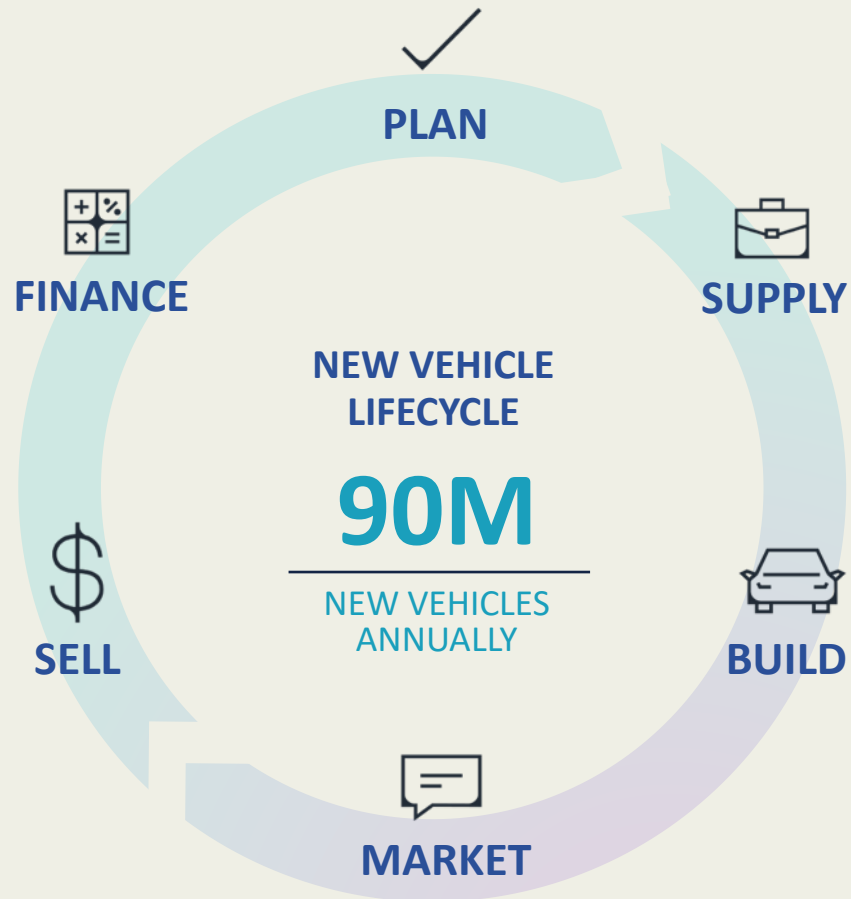 PLAN
FINANCE
SUPPLY
NEW VEHICLE
LIFECYCLE
90M
NEW VEHICLES
ANNUALLY
SELL
BUILD
MARKET